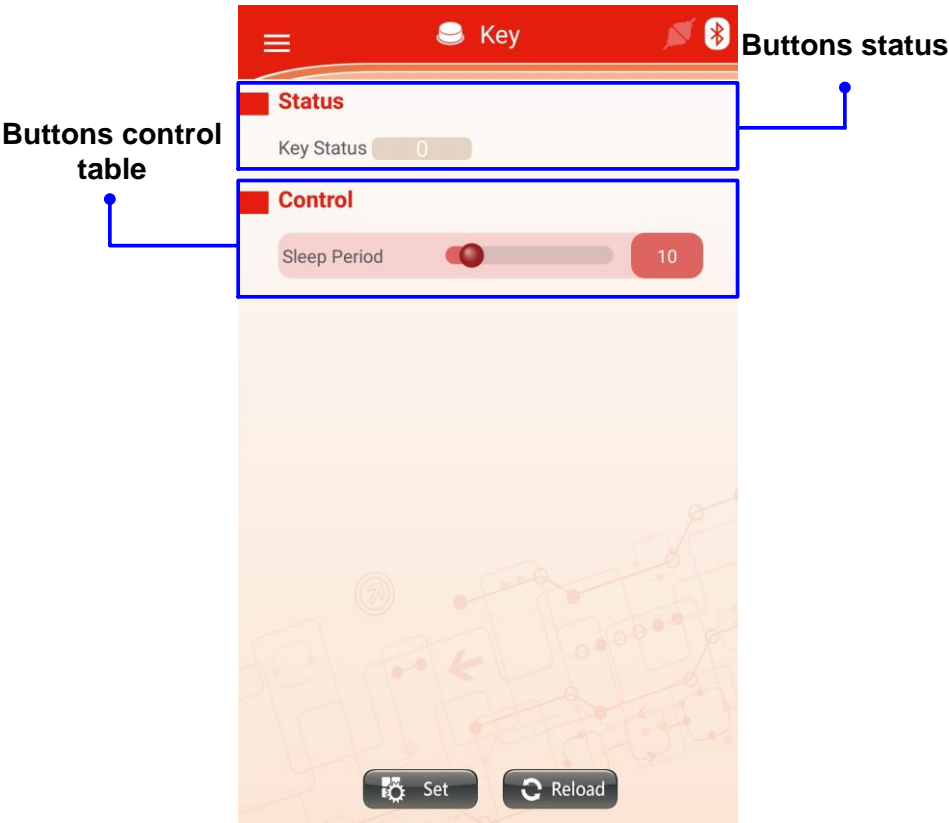 Key
Buttons status
Status
Key Status 0
Buttons control
table
Control
Sleep Period 10
Set
Reload